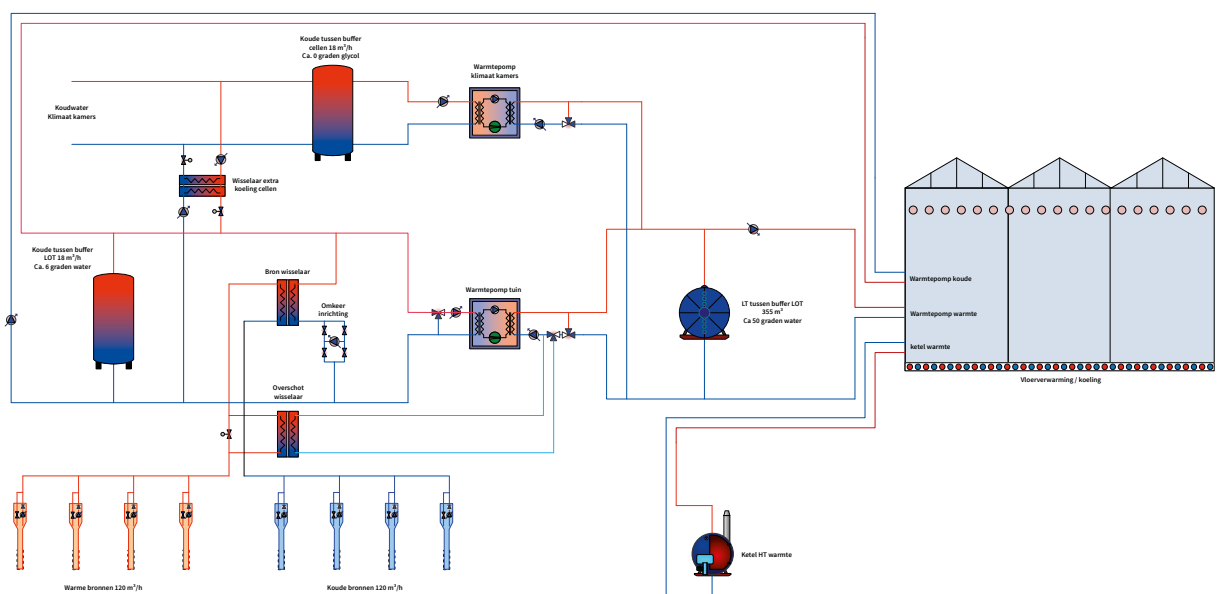 Koude tussen buffer
cellen 18 m³/h
Ca. 0 graden glycol
Warmtepomp
klimaat kamers
Koudwater
Klimaat kamers
Wisselaar extra
koeling cellen
Koude tussen buffer
LOT 18 m³/h
Ca. 6 graden water
Bron wisselaar
Omkeer
inrichting
Warmtepomp tuin
LT tussen buffer LOT
355 m³
Ca 50 graden water
Warmtepomp koude
Warmtepomp warmte
ketel warmte
Vloerverwarming / koeling
Overschot
wisselaar
Ketel HT warmte
Warme bronnen 120 m³/h
Koude bronnen 120 m³/h